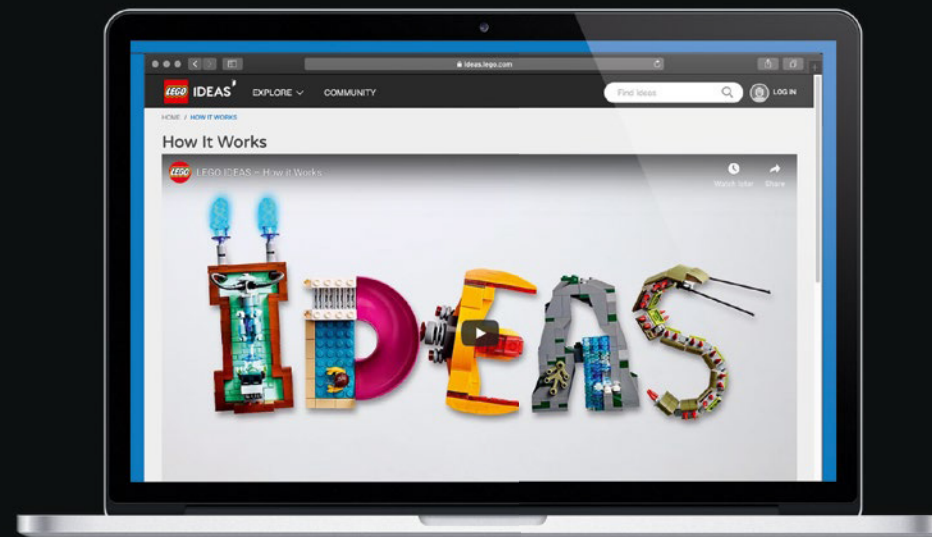 ideas.lego.com
LEGO IDEAS EXPLORE COMMUNITY Find Ideas LOG IN
HOME / HOW IT WORKS
How It Works
LEGO LEGO IDEAS – How it Works
Watch later Share
IDEAS